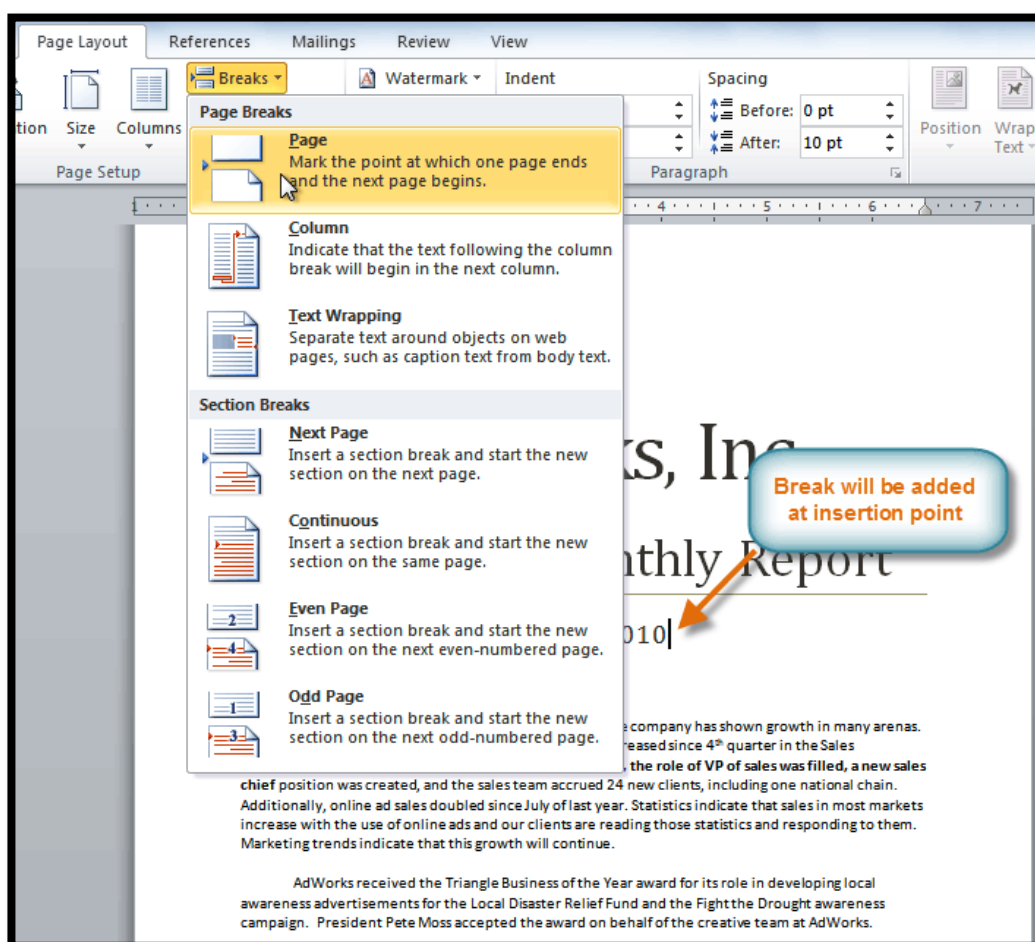 Page Layout References Mailings Review View
Breaks Watermark Indent Spacing
Before: 0 pt
tion Size Columns Position Wrap
After: 10 pt Text
Page Setup Paragraph
Page Breaks
Page
Mark the point at which one page ends
and the next page begins.
Column
Indicate that the text following the column
break will begin in the next column.
Text Wrapping
Separate text around objects on web
pages, such as caption text from body text.
Section Breaks
Next Page
Insert a section break and start the new
section on the next page.
Continuous
Insert a section break and start the new
section on the same page.
Even Page
2
4
Insert a section break and start the new
section on the next even-numbered page.
Odd Page
1
3
Insert a section break and start the new
section on the next odd-numbered page.
1 4 5 6 7
ks, Inc
Break will be added
at insertion point
nthly Report
010
e company has shown growth in many arenas.
reased since 4th quarter in the Sales
, the role of VP of sales was filled, a new sales
chief position was created, and the sales team accrued 24 new clients, including one national chain.
Additionally, online ad sales doubled since July of last year. Statistics indicate that sales in most markets
increase with the use of online ads and our clients are reading those statistics and responding to them.
Marketing trends indicate that this growth will continue.
AdWorks received the Triangle Business of the Year award for its role in developing local
awareness advertisements for the Local Disaster Relief Fund and the Fight the Drought awareness
campaign. President Pete Moss accepted the award on behalf of the creative team at AdWorks.